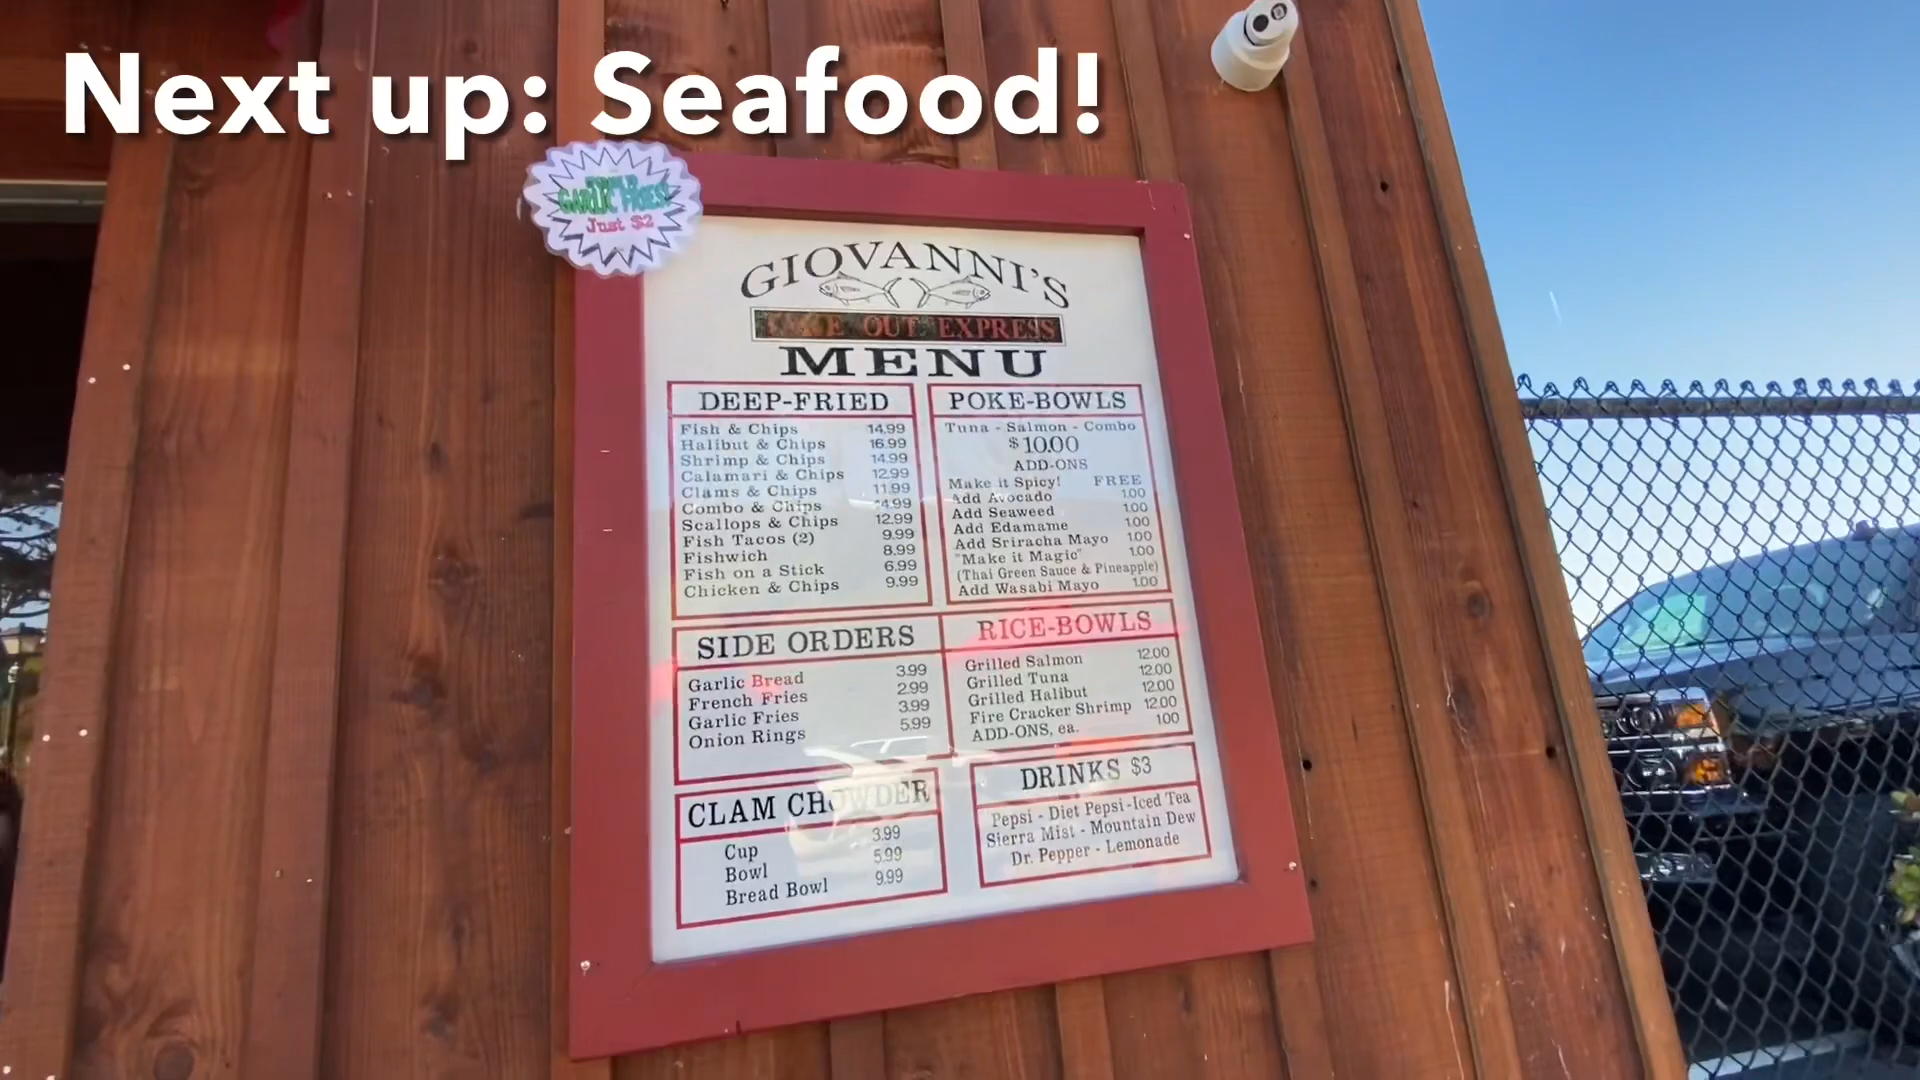 Next up: Seafood!
GARLIC FRIES!
Just $2
GIOVANNI'S
TAKE OUT EXPRESS
MENU
DEEP-FRIED
Fish & Chips 14.99
Halibut & Chips 16.99
Shrimp & Chips 14.99
Calamari & Chips 12.99
Clams & Chips 11.99
Combo & Chips 14.99
Scallops & Chips 12.99
Fish Tacos (2) 9.99
Fishwich 8.99
Fish on a Stick 6.99
Chicken & Chips 9.99
POKE-BOWLS
Tuna - Salmon - Combo
$10.00
ADD-ONS
Make it Spicy! FREE
Add Avocado 1.00
Add Seaweed 1.00
Add Edamame 1.00
Add Sriracha Mayo 1.00
"Make it Magic" 1.00
(Thai Green Sauce & Pineapple)
Add Wasabi Mayo 1.00
SIDE ORDERS
Garlic Bread 3.99
French Fries 2.99
Garlic Fries 3.99
Onion Rings 5.99
RICE-BOWLS
Grilled Salmon 12.00
Grilled Tuna 12.00
Grilled Halibut 12.00
Fire Cracker Shrimp 12.00
ADD-ONS, ea. 1.00
CLAM CHOWDER
Cup 3.99
Bowl 5.99
Bread Bowl 9.99
DRINKS $3
Pepsi - Diet Pepsi - Iced Tea
Sierra Mist - Mountain Dew
Dr. Pepper - Lemonade